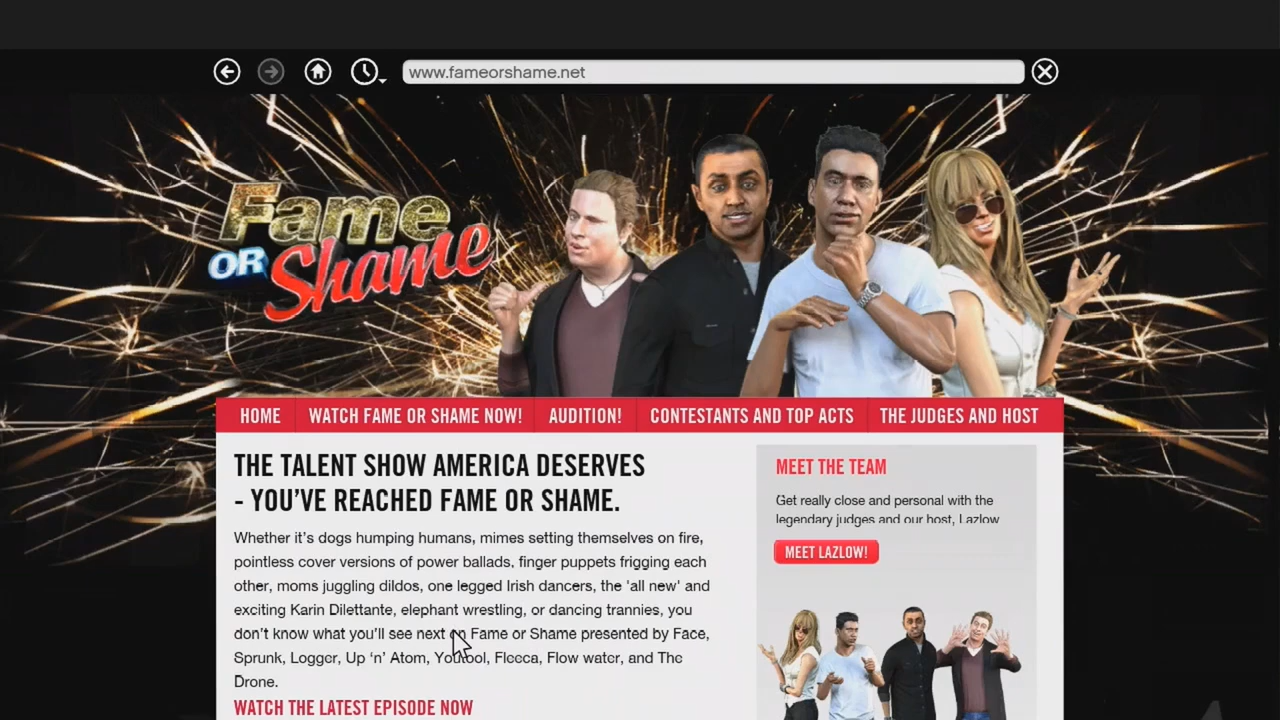 www.fameorshame.net
Fame
OR Shame
HOME
WATCH FAME OR SHAME NOW!
AUDITION!
CONTESTANTS AND TOP ACTS
THE JUDGES AND HOST
THE TALENT SHOW AMERICA DESERVES
- YOU'VE REACHED FAME OR SHAME.
Whether it's dogs humping humans, mimes setting themselves on fire,
pointless cover versions of power ballads, finger puppets frigging each
other, moms juggling dildos, one legged Irish dancers, the 'all new' and
exciting Karin Dilettante, elephant wrestling, or dancing trannies, you
don't know what you'll see next on Fame or Shame presented by Face,
Sprunk, Logger, Up 'n' Atom, Youtool, Fleeca, Flow water, and The
Drone.
WATCH THE LATEST EPISODE NOW
MEET THE TEAM
Get really close and personal with the
legendary judges and our host, Lazlow
MEET LAZLOW!